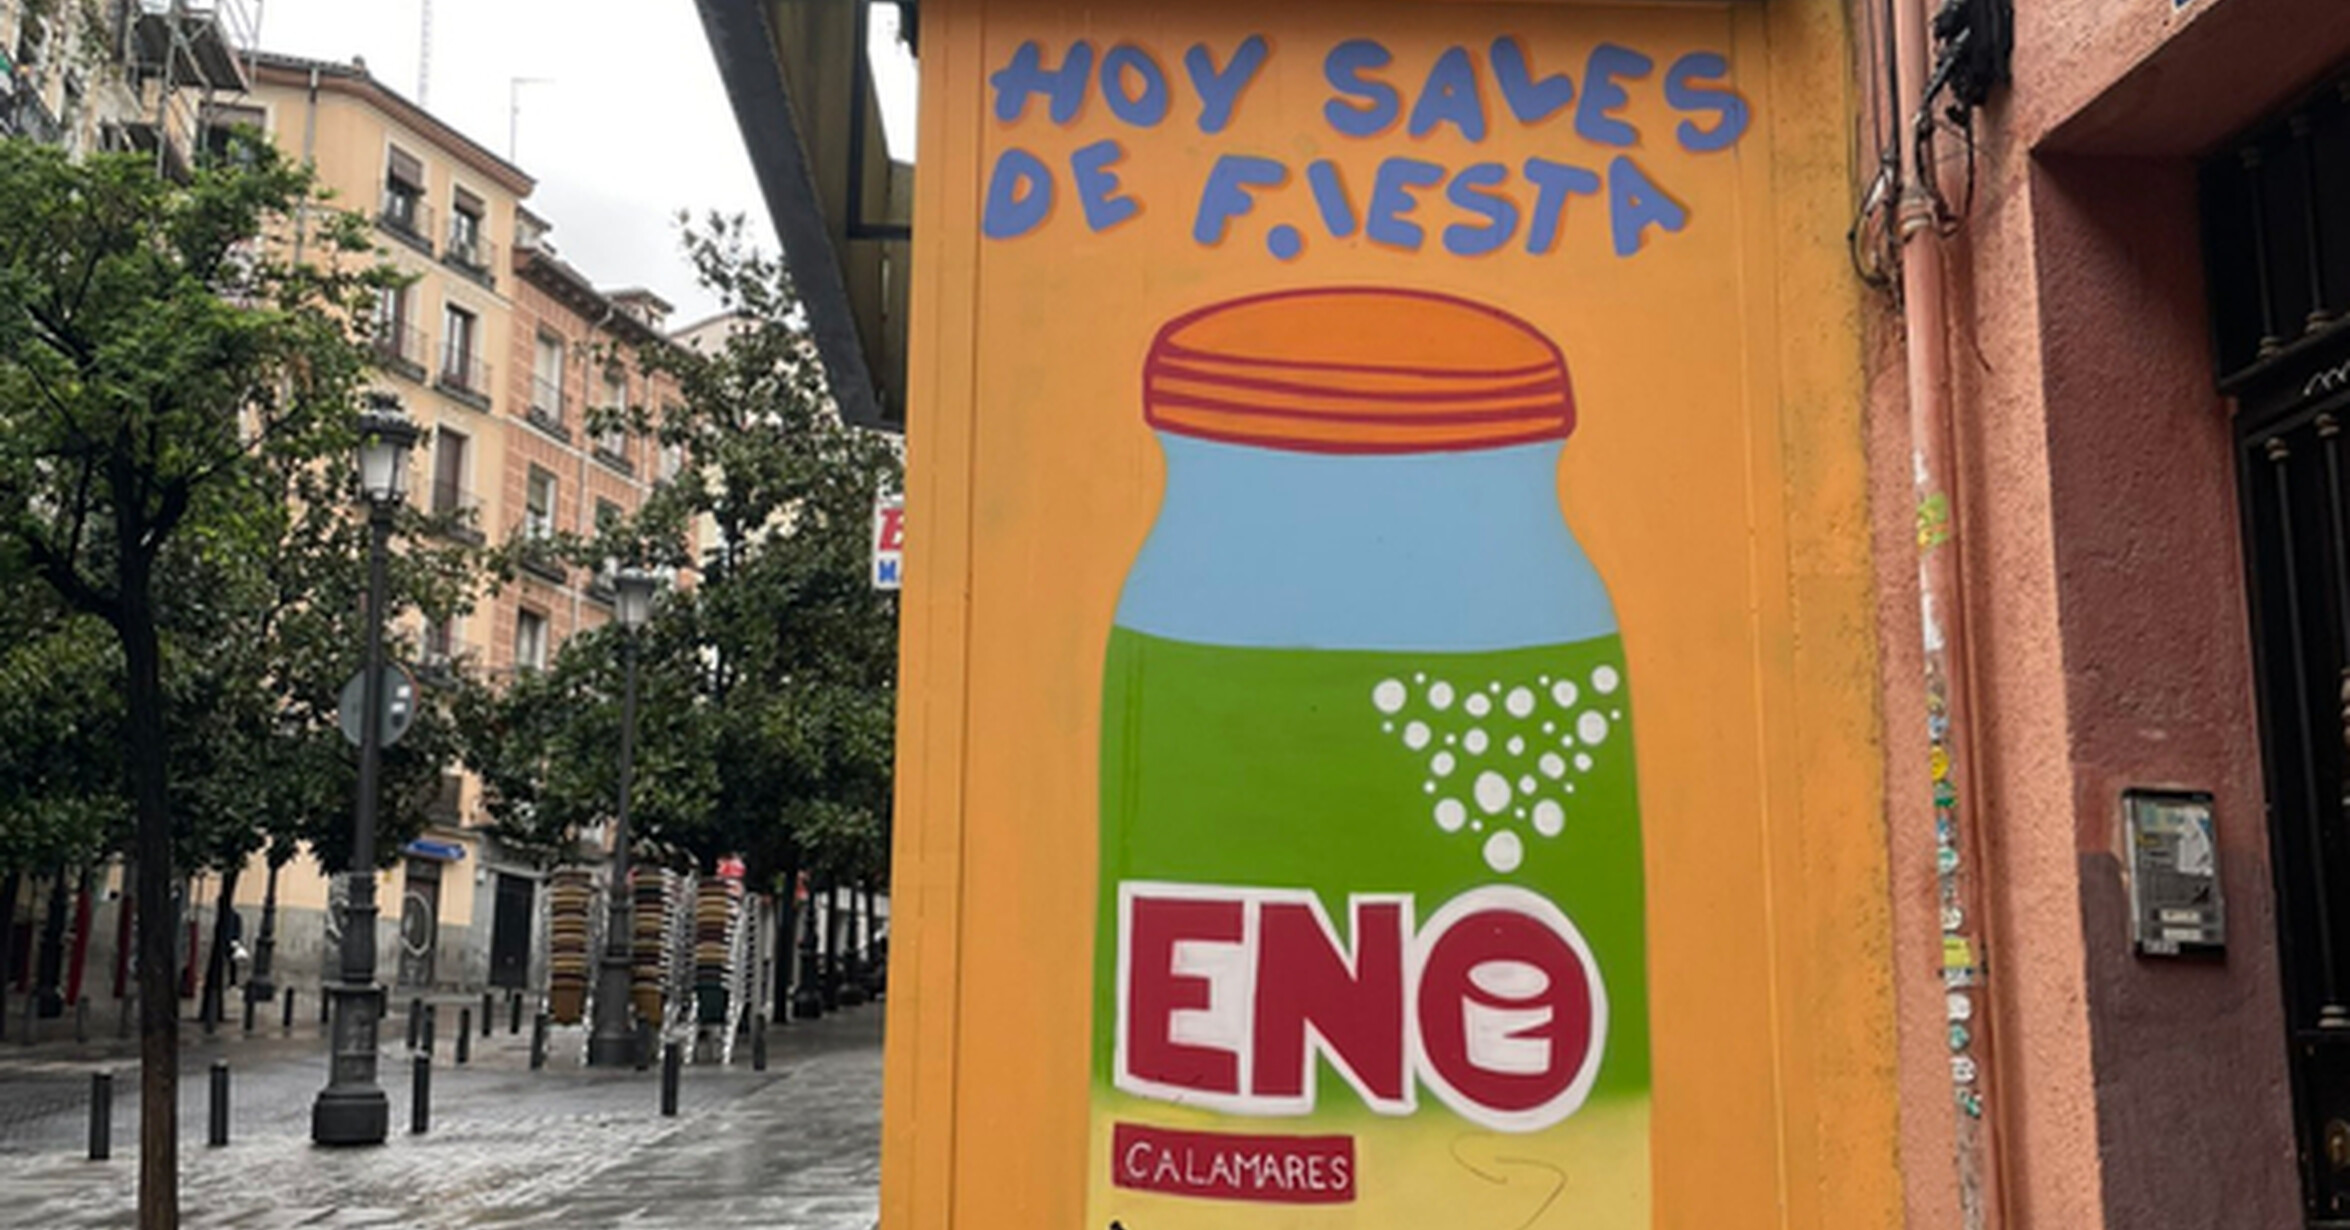 HOY SALES
DE F.IESTA
ENO
CALAMARES